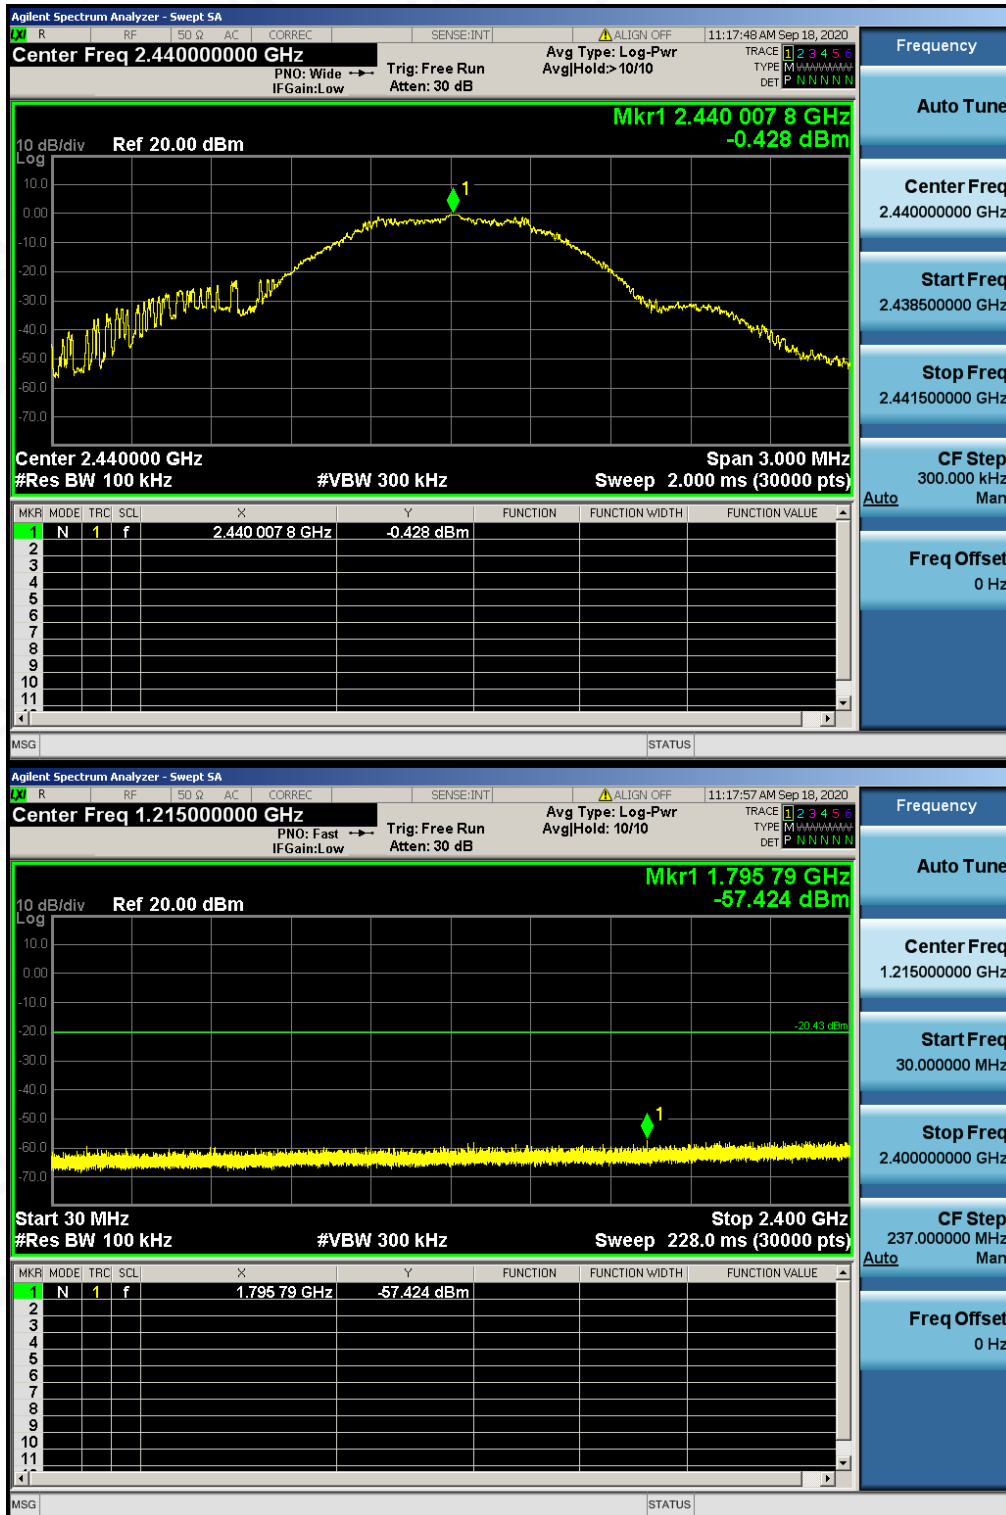 Agilent Spectrum Analyzer - Swept SA
LXI R RF 50 Ω AC CORREC SENSE:INT ALIGN OFF 11:17:48 AM Sep 18, 2020
Center Freq 2.440000000 GHz
PNO: Wide
IFGain:Low
Trig: Free Run
Atten: 30 dB
Avg Type: Log-Pwr
Avg|Hold:> 10/10
TRACE 1 2 3 4 5 6
TYPE M
DET P N N N N N
Mkr1 2.440 007 8 GHz
-0.428 dBm
10 dB/div Ref 20.00 dBm
Log
10.0
0.00
-10.0
-20.0
-30.0
-40.0
-50.0
-60.0
-70.0
1
Center 2.440000 GHz Span 3.000 MHz
#Res BW 100 kHz #VBW 300 kHz Sweep 2.000 ms (30000 pts)
MKR MODE TRC SCL X Y FUNCTION FUNCTION WIDTH FUNCTION VALUE
1 N 1 f 2.440 007 8 GHz -0.428 dBm
2
3
4
5
6
7
8
9
10
11
MSG STATUS
Frequency
Auto Tune
Center Freq
2.440000000 GHz
Start Freq
2.438500000 GHz
Stop Freq
2.441500000 GHz
CF Step
300.000 kHz
Auto Man
Freq Offset
0 Hz
Agilent Spectrum Analyzer - Swept SA
LXI R RF 50 Ω AC CORREC SENSE:INT ALIGN OFF 11:17:57 AM Sep 18, 2020
Center Freq 1.215000000 GHz
PNO: Fast
IFGain:Low
Trig: Free Run
Atten: 30 dB
Avg Type: Log-Pwr
Avg|Hold: 10/10
TRACE 1 2 3 4 5 6
TYPE M
DET P N N N N N
Mkr1 1.795 79 GHz
-57.424 dBm
10 dB/div Ref 20.00 dBm
Log
10.0
0.00
-10.0
-20.0
-30.0
-40.0
-50.0
-60.0
-70.0
-20.43 dBm
1
Start 30 MHz Stop 2.400 GHz
#Res BW 100 kHz #VBW 300 kHz Sweep 228.0 ms (30000 pts)
MKR MODE TRC SCL X Y FUNCTION FUNCTION WIDTH FUNCTION VALUE
1 N 1 f 1.795 79 GHz -57.424 dBm
2
3
4
5
6
7
8
9
10
11
MSG STATUS
Frequency
Auto Tune
Center Freq
1.215000000 GHz
Start Freq
30.000000 MHz
Stop Freq
2.400000000 GHz
CF Step
237.000000 MHz
Auto Man
Freq Offset
0 Hz